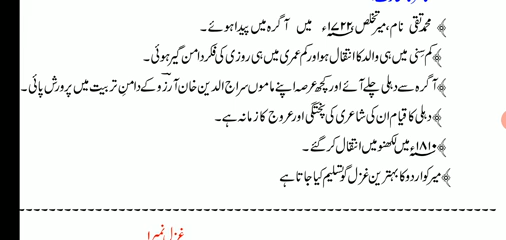 ﴿ محمد تقی نام، میر تخلص، ۱۷۲۲ء میں آگرہ میں پیدا ہوئے۔
﴿ کم سِنی میں ہی والد کا انتقال ہوا اور کم عمری میں ہی روزی کی فکر دامن گیر ہوئی۔
﴿ آگرہ سے دہلی چلے آئے اور کچھ عرصہ اپنے ماموں سراج الدین خان آرزو کے دامنِ تربیت میں پرورش پائی۔
﴿ دہلی کا قیام ان کی شاعری کی پختگی اور عروج کا زمانہ ہے۔
﴿ ۱۸۱۰ء میں لکھنو میں انتقال کر گئے۔
﴿ میر کو اردو کا بہترین غزل گو تسلیم کیا جاتا ہے
غزل نمبر ۱